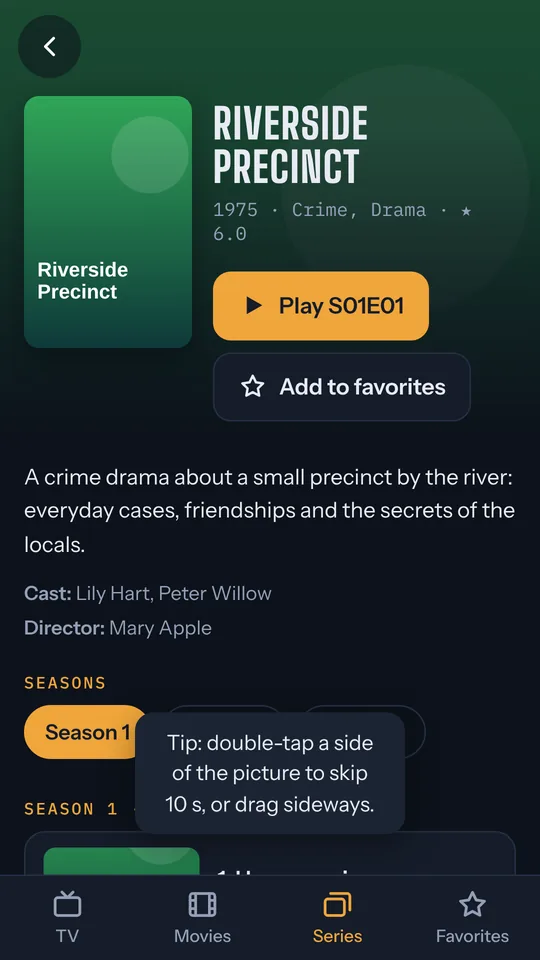 RIVERSIDE
PRECINCT
1975 · Crime, Drama · ★
6.0
Riverside
Precinct
Play S01E01
Add to favorites
A crime drama about a small precinct by the river:
everyday cases, friendships and the secrets of the
locals.
Cast: Lily Hart, Peter Willow
Director: Mary Apple
SEASONS
Season 1
Tip: double-tap a side
of the picture to skip
10 s, or drag sideways.
SEASON 1
TV
Movies
Series
Favorites